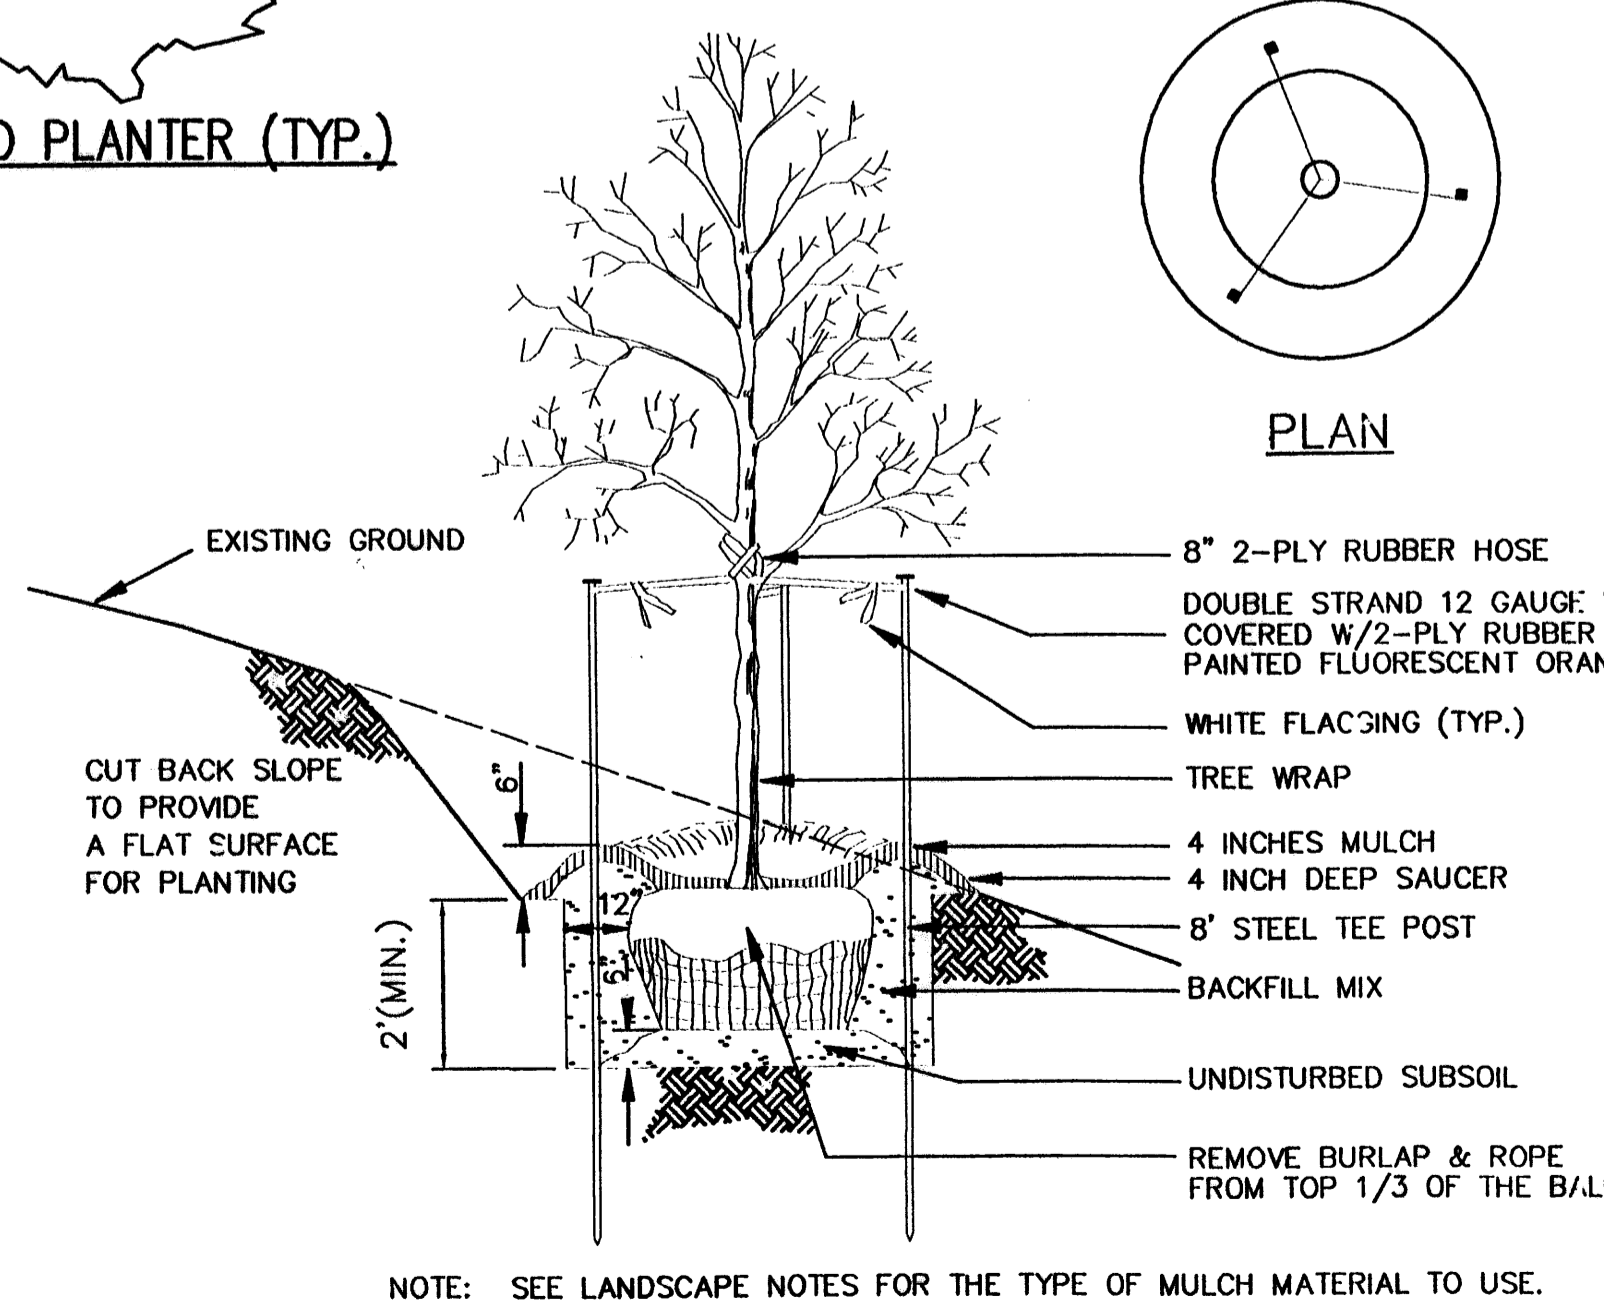 PLANTER (TYP.)
PLAN
EXISTING GROUND
8" 2-PLY RUBBER HOSE
DOUBLE STRAND 12 GAUGE
COVERED W/2-PLY RUBBER
PAINTED FLUORESCENT
WHITE FLAGGING (TYP.)
TREE WRAP
CUT BACK SLOPE
TO PROVIDE
A FLAT SURFACE
FOR PLANTING
6"
4 INCHES MULCH
4 INCH DEEP SAUCER
12"
8' STEEL TEE POST
2'(MIN.)
6"
BACKFILL MIX
UNDISTURBED SUBSOIL
REMOVE BURLAP & ROPE
FROM TOP 1/3 OF THE
NOTE: SEE LANDSCAPE NOTES FOR THE TYPE OF MULCH MATERIAL TO USE.